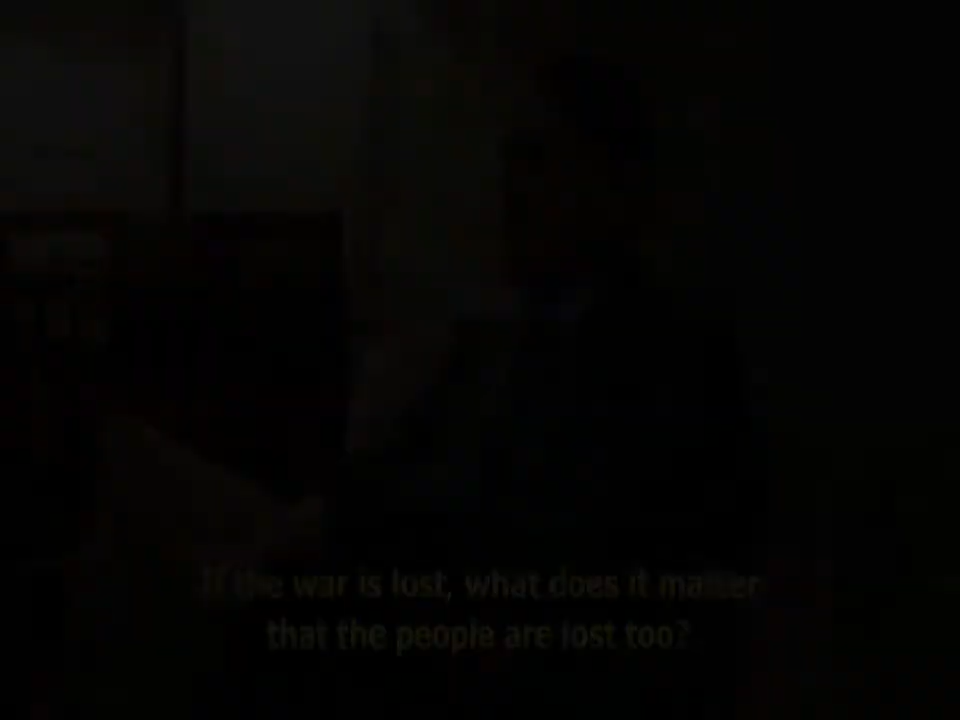 If the war is lost, what does it matter
that the people are lost too?